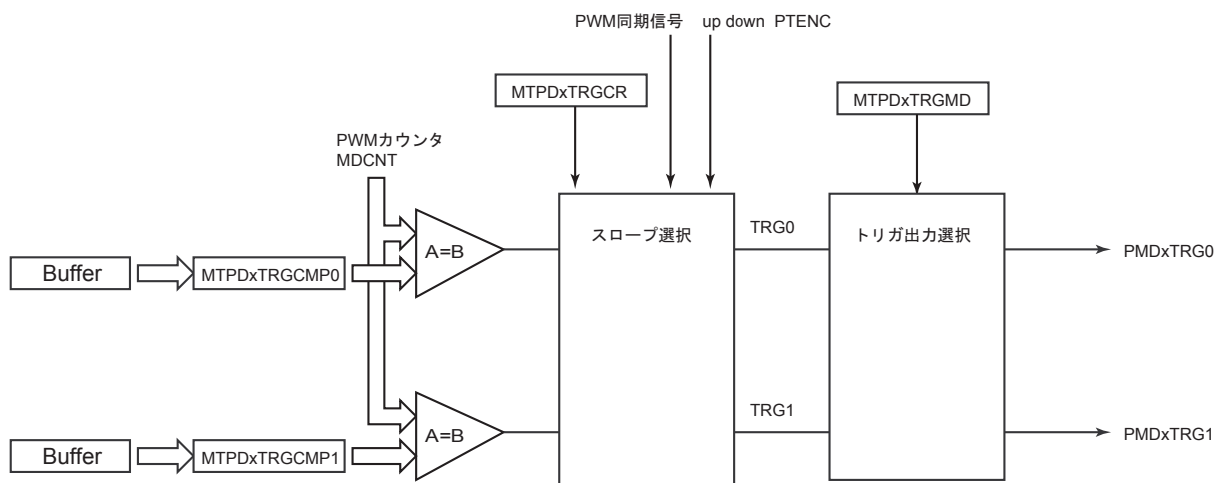 PWM同期信号 up down PTENC
MTPDxTRGCR
MTPDxTRGMD
PWMカウンタ
MDCNT
スロープ選択
TRG0
トリガ出力選択
A=B
PMDxTRG0
Buffer
MTPDxTRGCMP0
TRG1
A=B
PMDxTRG1
Buffer
MTPDxTRGCMP1